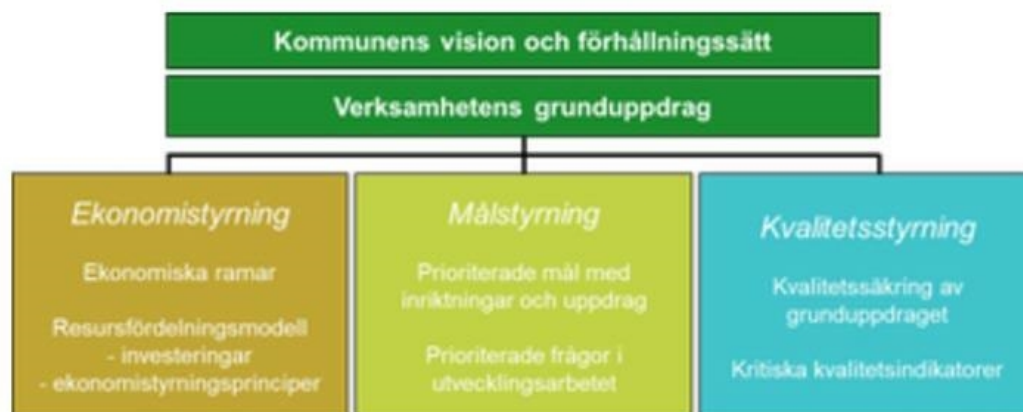 Kommunens vision och förhållningssätt
Verksamhetens grunduppdrag
Ekonomistyrning
Ekonomiska ramar
Resursfördelningsmodell
- investeringar
- ekonomistyrningsprinciper
Målstyrning
Prioriterade mål med
inriktningar och uppdrag
Prioriterade frågor i
utvecklingsarbetet
Kvalitetsstyrning
Kvalitetssäkring av
grunduppdraget
Kritiska kvalitetsindikatorer